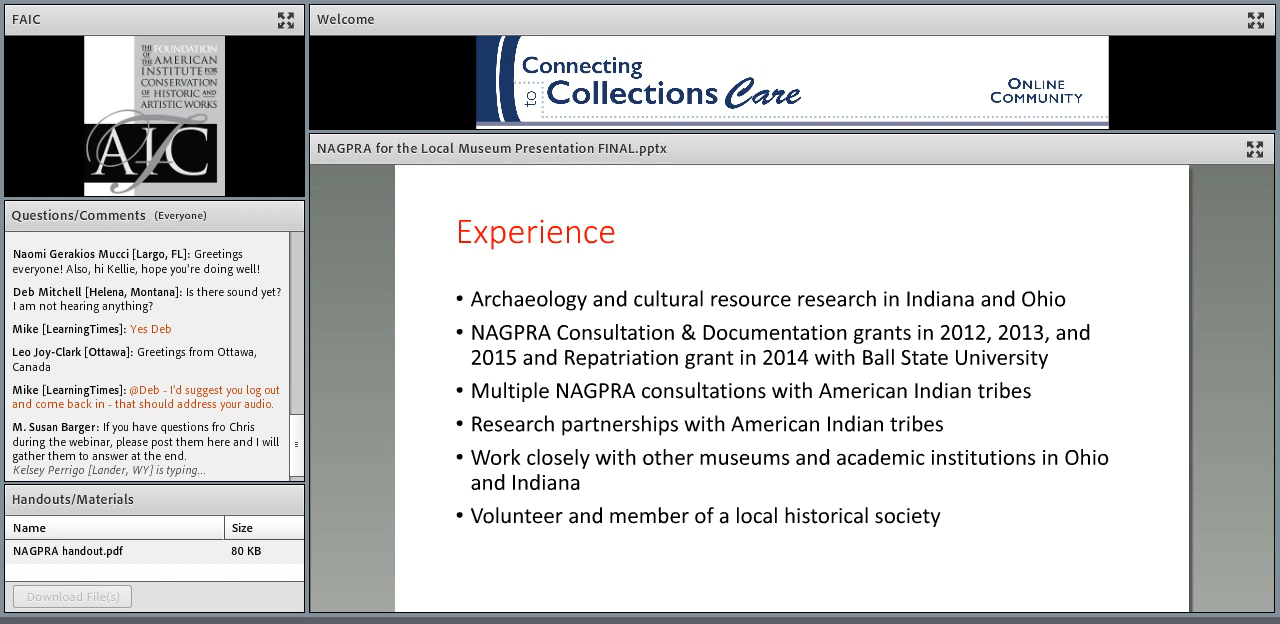 FAIC
THE FOUNDATION
OF THE AMERICAN
INSTITUTE FOR
CONSERVATION
OF HISTORIC AND
ARTISTIC WORKS
AIC
Questions/Comments (Everyone)
Naomi Gerakios Mucci [Largo, FL]: Greetings
everyone! Also, hi Kellie, hope you're doing well!
Deb Mitchell [Helena, Montana]: Is there sound yet?
I am not hearing anything?
Mike [LearningTimes]: Yes Deb
Leo Joy-Clark [Ottawa]: Greetings from Ottawa,
Canada
Mike [LearningTimes]: @Deb - I'd suggest you log out
and come back in - that should address your audio.
M. Susan Barger: If you have questions fro Chris
during the webinar, please post them here and I will
gather them to answer at the end.
Kelsey Perrigo [Lander, WY] is typing...
Handouts/Materials
Name Size
NAGPRA handout.pdf 80 KB
Download File(s)
Welcome
Connecting
to Collections Care
ONLINE
COMMUNITY
NAGPRA for the Local Museum Presentation FINAL.pptx
Experience
• Archaeology and cultural resource research in Indiana and Ohio
• NAGPRA Consultation & Documentation grants in 2012, 2013, and
2015 and Repatriation grant in 2014 with Ball State University
• Multiple NAGPRA consultations with American Indian tribes
• Research partnerships with American Indian tribes
• Work closely with other museums and academic institutions in Ohio
and Indiana
• Volunteer and member of a local historical society